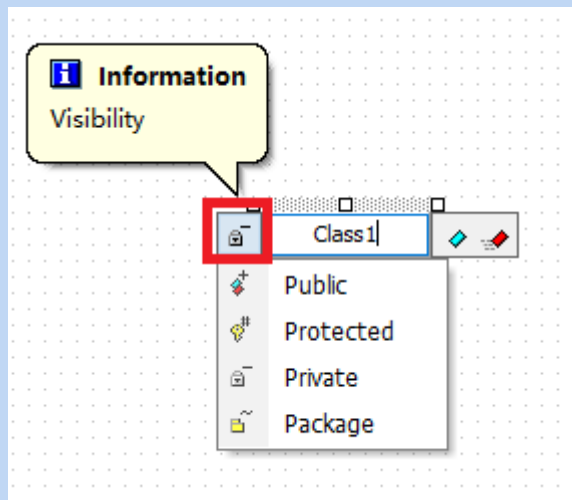 Information
Visibility
Class1
Public
Protected
Private
Package